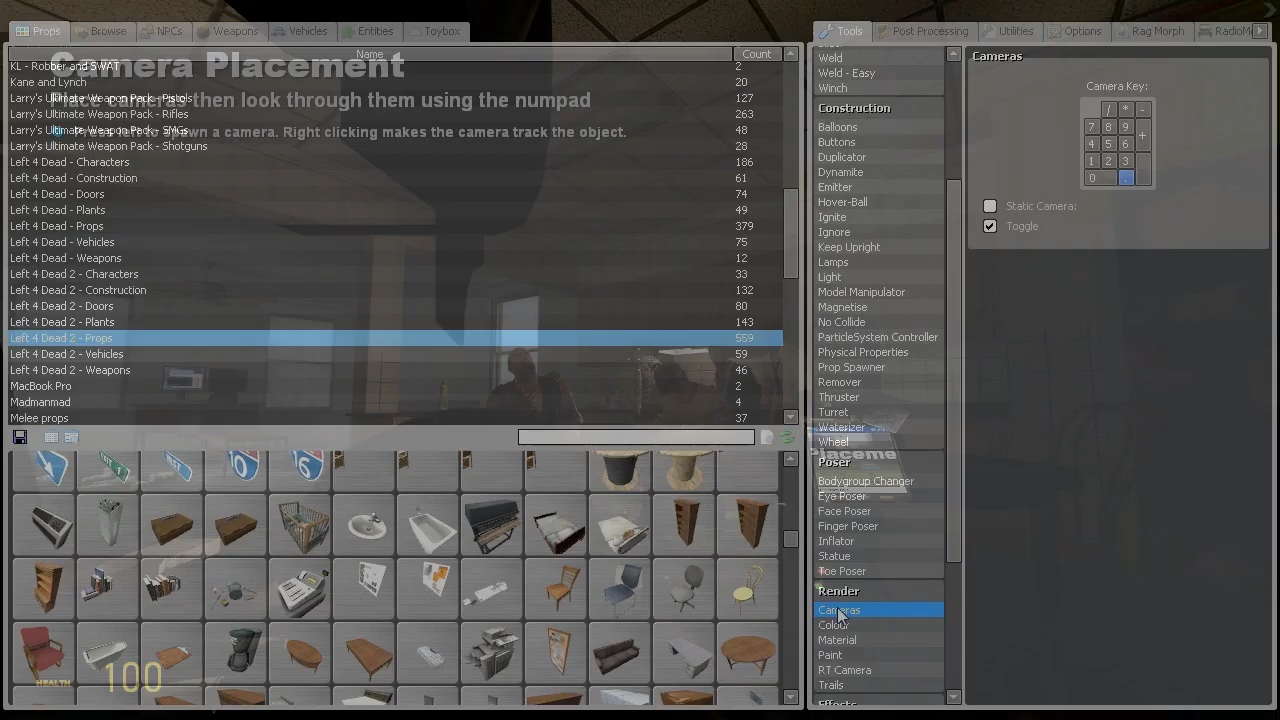 Props Browse NPCs Weapons Vehicles Entities Toybox
Name Count
Camera Placement
then look through them using the numpad
to spawn a camera. Right clicking makes the camera track the object.
KL - Robber and SWAT 2
Kane and Lynch 20
Larry's Ultimate Weapon Pack - Pistols 127
Larry's Ultimate Weapon Pack - Rifles 263
Larry's Ultimate Weapon Pack - SMGs 48
Larry's Ultimate Weapon Pack - Shotguns 28
Left 4 Dead - Characters 186
Left 4 Dead - Construction 61
Left 4 Dead - Doors 74
Left 4 Dead - Plants 49
Left 4 Dead - Props 379
Left 4 Dead - Vehicles 75
Left 4 Dead - Weapons 12
Left 4 Dead 2 - Characters 33
Left 4 Dead 2 - Construction 132
Left 4 Dead 2 - Doors 80
Left 4 Dead 2 - Plants 143
Left 4 Dead 2 - Props 559
Left 4 Dead 2 - Vehicles 59
Left 4 Dead 2 - Weapons 46
MacBook Pro 2
Madmanmad 4
Melee props 37
HEALTH 100
Tools Post Processing Utilities Options Rag Morph RadioM
Weld
Weld - Easy
Winch
Construction
Balloons
Buttons
Duplicator
Dynamite
Emitter
Hover-Ball
Ignite
Ignore
Keep Upright
Lamps
Light
Model Manipulator
Magnetise
No Collide
ParticleSystem Controller
Physical Properties
Prop Spawner
Remover
Thruster
Turret
Waterizer
Wheel
Placeme
Poser
Bodygroup Changer
Eye Poser
Face Poser
Finger Poser
Inflator
Statue
Toe Poser
Render
Cameras
Colour
Material
Paint
RT Camera
Trails
Effects
Cameras
Camera Key:
/ * -
7 8 9 +
4 5 6
1 2 3
0 .
Static Camera:
Toggle